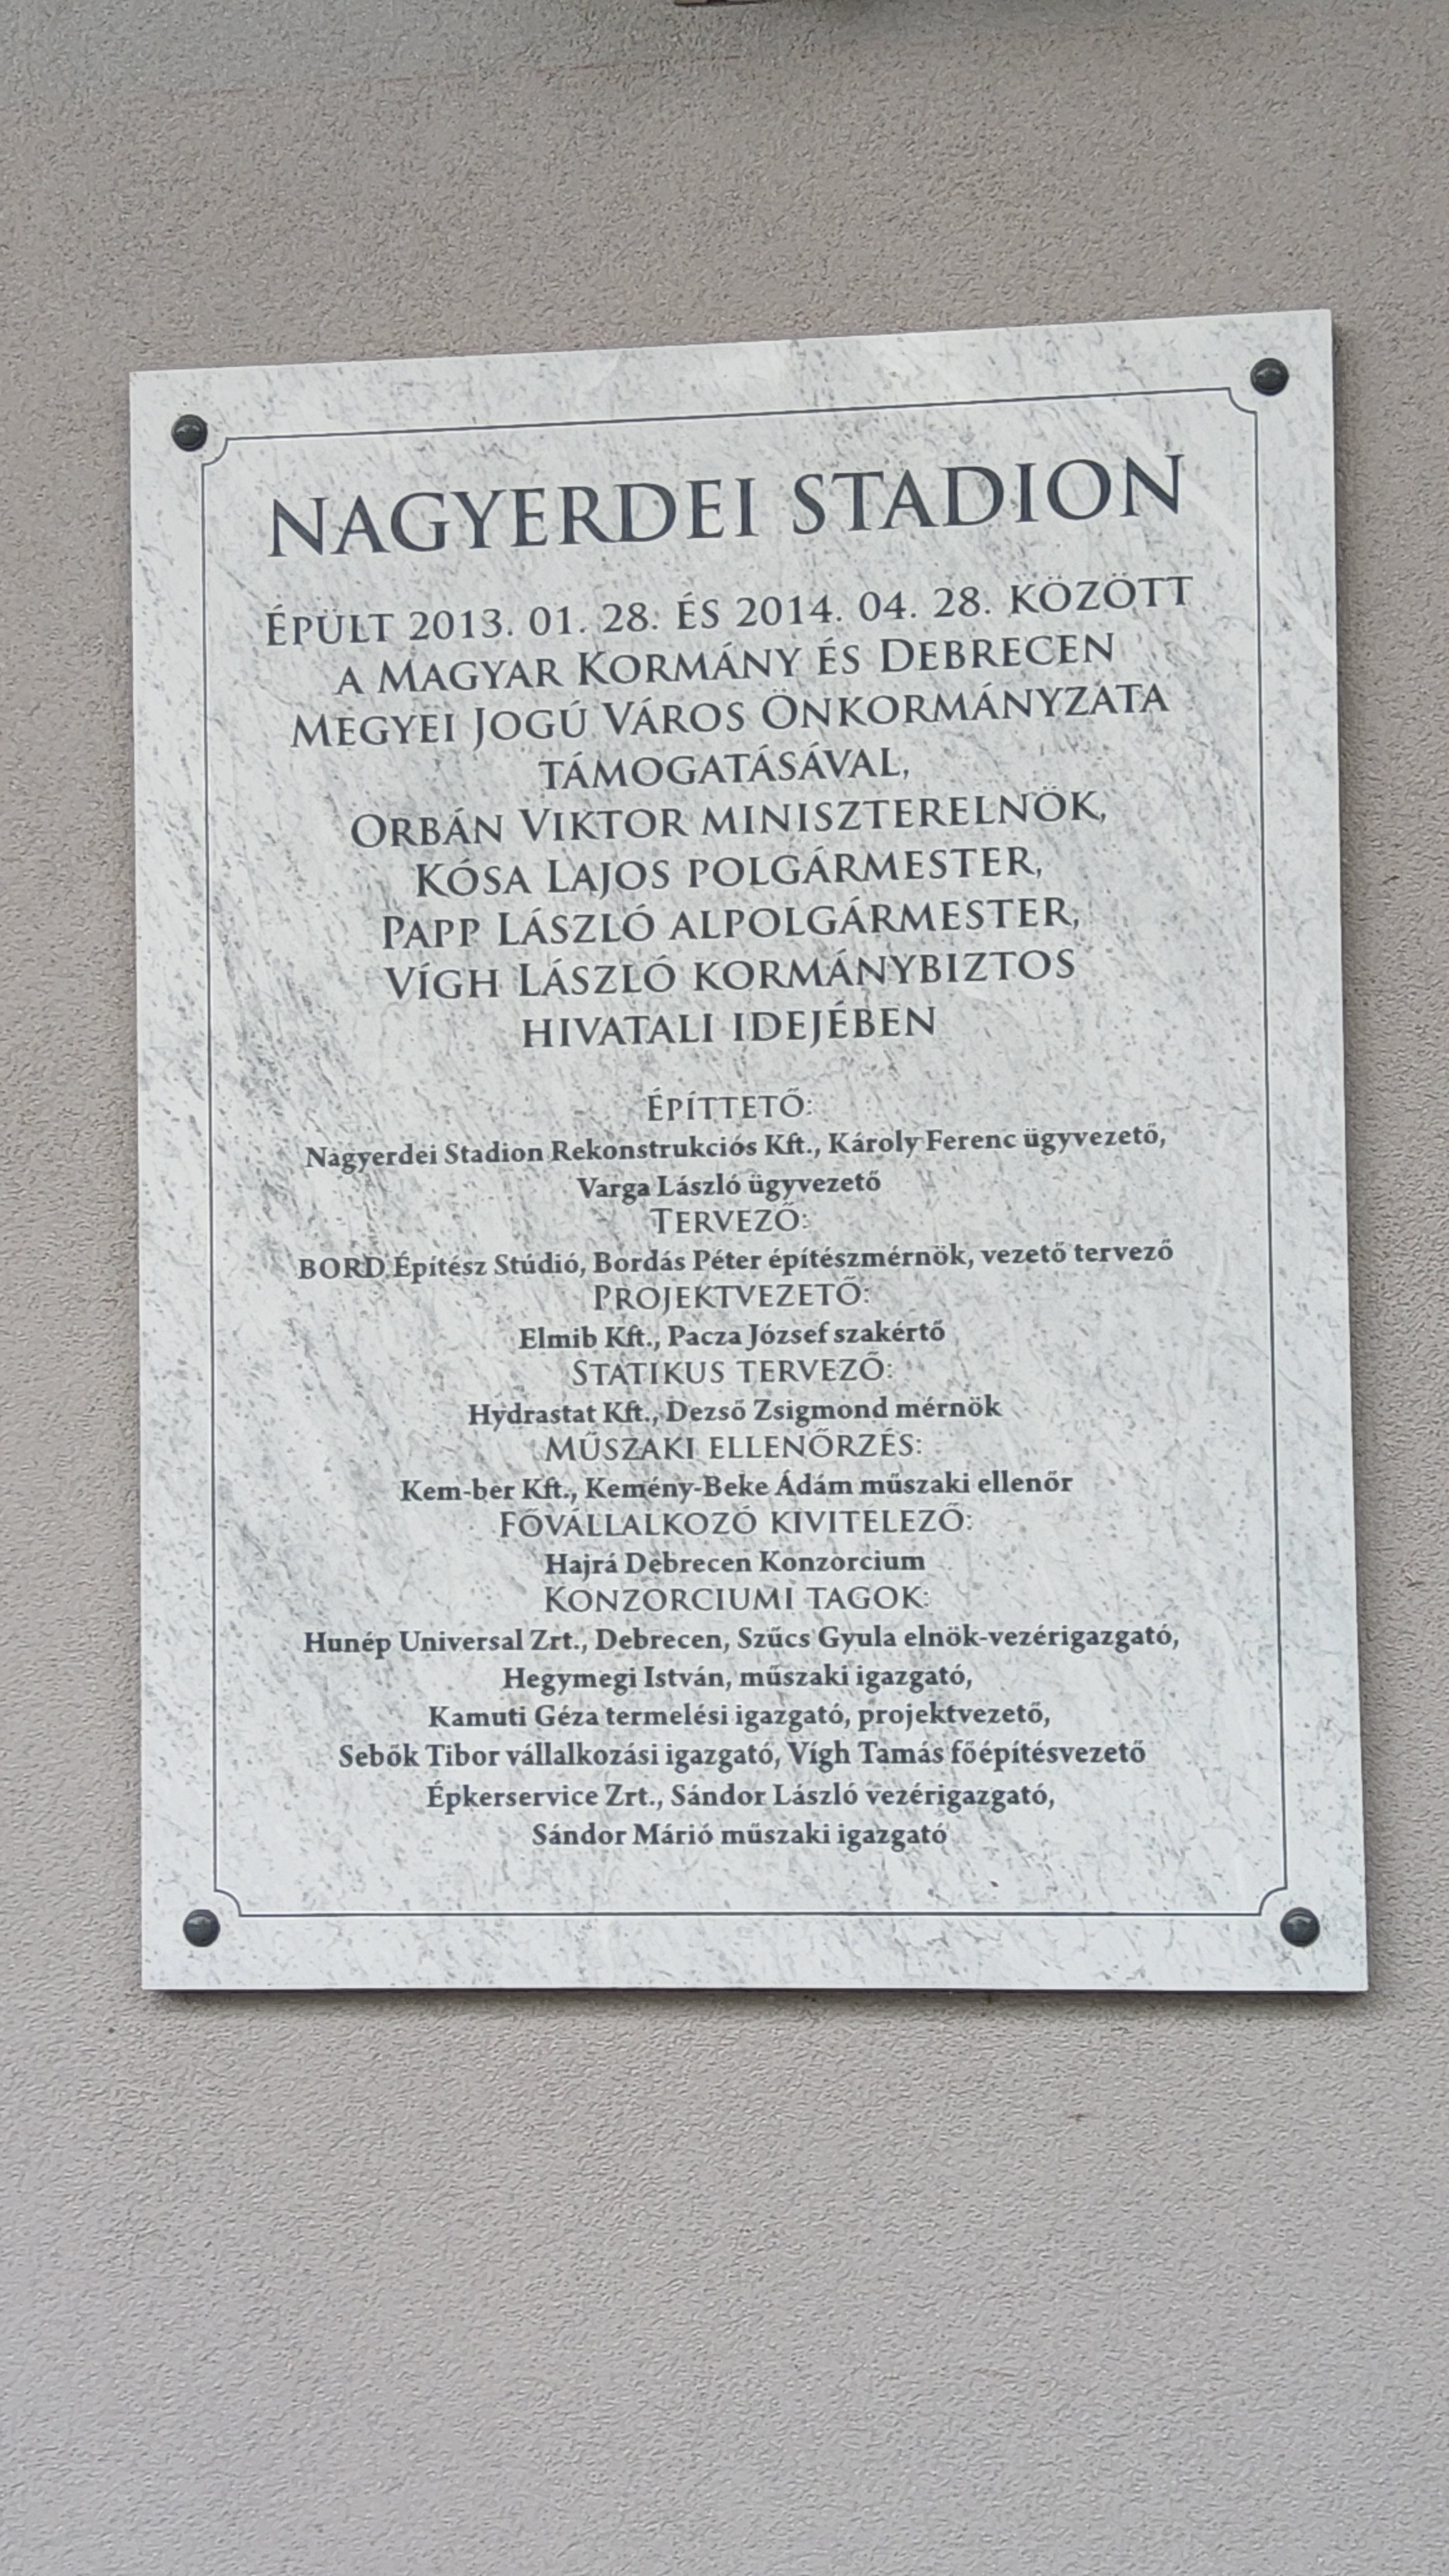 NAGYERDEI STADION
ÉPÜLT 2013. 01. 28. ÉS 2014. 04. 28. KÖZÖTT
A MAGYAR KORMÁNY ÉS DEBRECEN
MEGYEI JOGÚ VÁROS ÖNKORMÁNYZATA
TÁMOGATÁSÁVAL,
ORBÁN VIKTOR MINISZTERELNÖK,
KÓSA LAJOS POLGÁRMESTER,
PAPP LÁSZLÓ ALPOLGÁRMESTER,
VÍGH LÁSZLÓ KORMÁNYBIZTOS
HIVATALI IDEJÉBEN
ÉPÍTTETŐ:
Nagyerdei Stadion Rekonstrukciós Kft., Károly Ferenc ügyvezető,
Varga László ügyvezető
TERVEZŐ:
BORD Építész Stúdió, Bordás Péter építészmérnök, vezető tervező
PROJEKTVEZETŐ:
Elmib Kft., Pacza József szakértő
STATIKUS TERVEZŐ:
Hydrastat Kft., Dezső Zsigmond mérnök
MŰSZAKI ELLENŐRZÉS:
Kem-ber Kft., Kemény-Beke Ádám műszaki ellenőr
FŐVÁLLALKOZÓ KIVITELEZŐ:
Hajrá Debrecen Konzorcium
KONZORCIUMI TAGOK:
Hunép Universal Zrt., Debrecen, Szűcs Gyula elnök-vezérigazgató,
Hegymegi István, műszaki igazgató,
Kamuti Géza termelési igazgató, projektvezető,
Sebők Tibor vállalkozási igazgató, Vígh Tamás főépítésvezető
Épkerservice Zrt., Sándor László vezérigazgató,
Sándor Márió műszaki igazgató